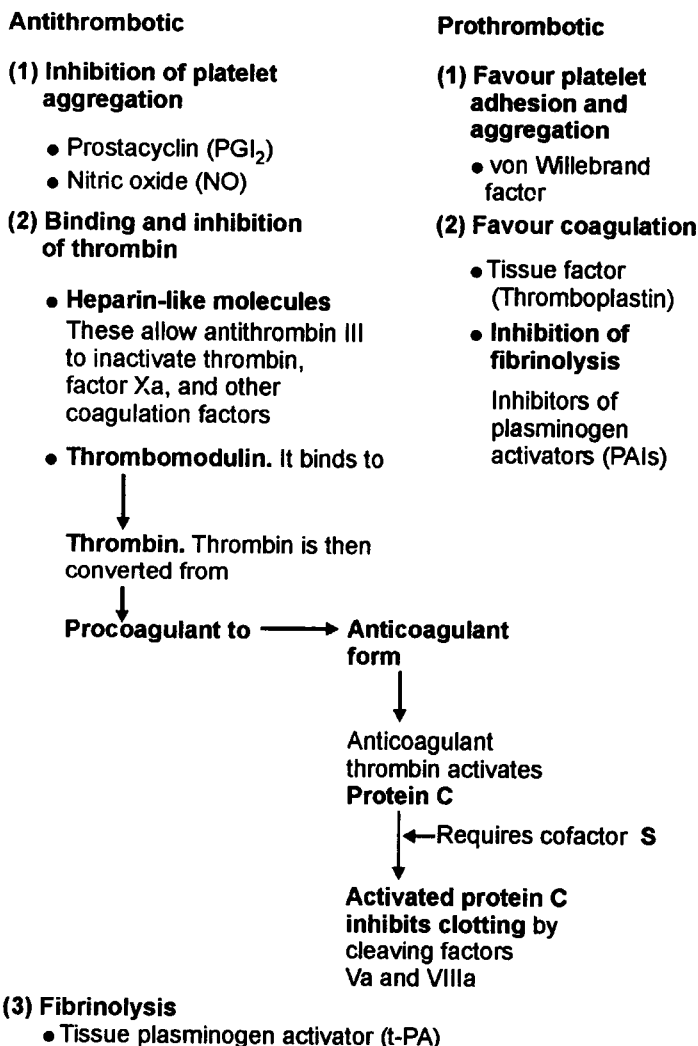 Antithrombotic
(1) Inhibition of platelet
aggregation
• Prostacyclin (PGI₂)
• Nitric oxide (NO)
(2) Binding and inhibition
of thrombin
• Heparin-like molecules
These allow antithrombin III
to inactivate thrombin,
factor Xa, and other
coagulation factors
• Thrombomodulin. It binds to
Thrombin. Thrombin is then
converted from
Procoagulant to
Anticoagulant
form
Anticoagulant
thrombin activates
Protein C
Requires cofactor S
Activated protein C
inhibits clotting by
cleaving factors
Va and VIIIa
(3) Fibrinolysis
• Tissue plasminogen activator (t-PA)
Prothrombotic
(1) Favour platelet
adhesion and
aggregation
• von Willebrand
factor
(2) Favour coagulation
• Tissue factor
(Thromboplastin)
• Inhibition of
fibrinolysis
Inhibitors of
plasminogen
activators (PAIs)